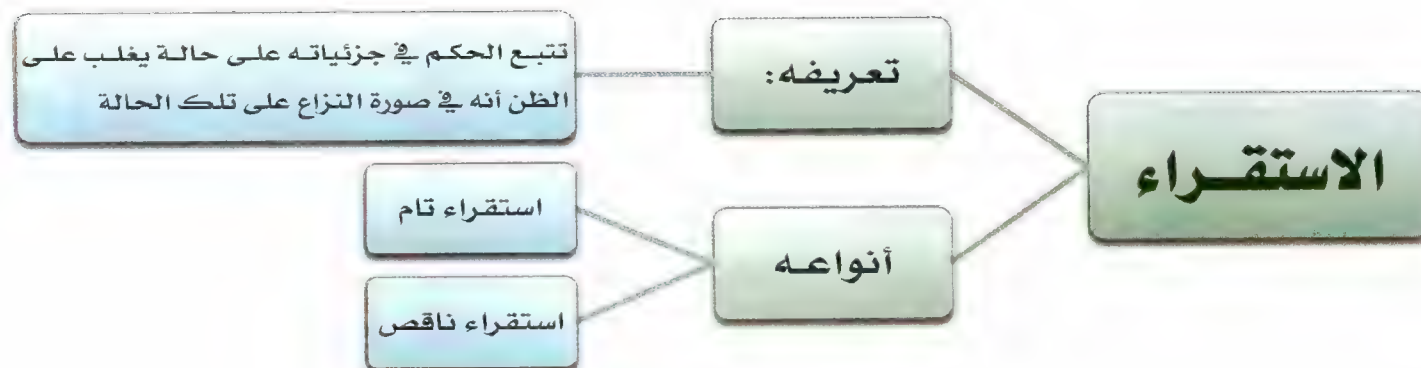 الاستقراء
تعريفه:
تتبع الحكم في جزئياته على حالة يغلب على
الظن أنه في صورة النزاع على تلك الحالة
أنواعه
استقراء تام
استقراء ناقص